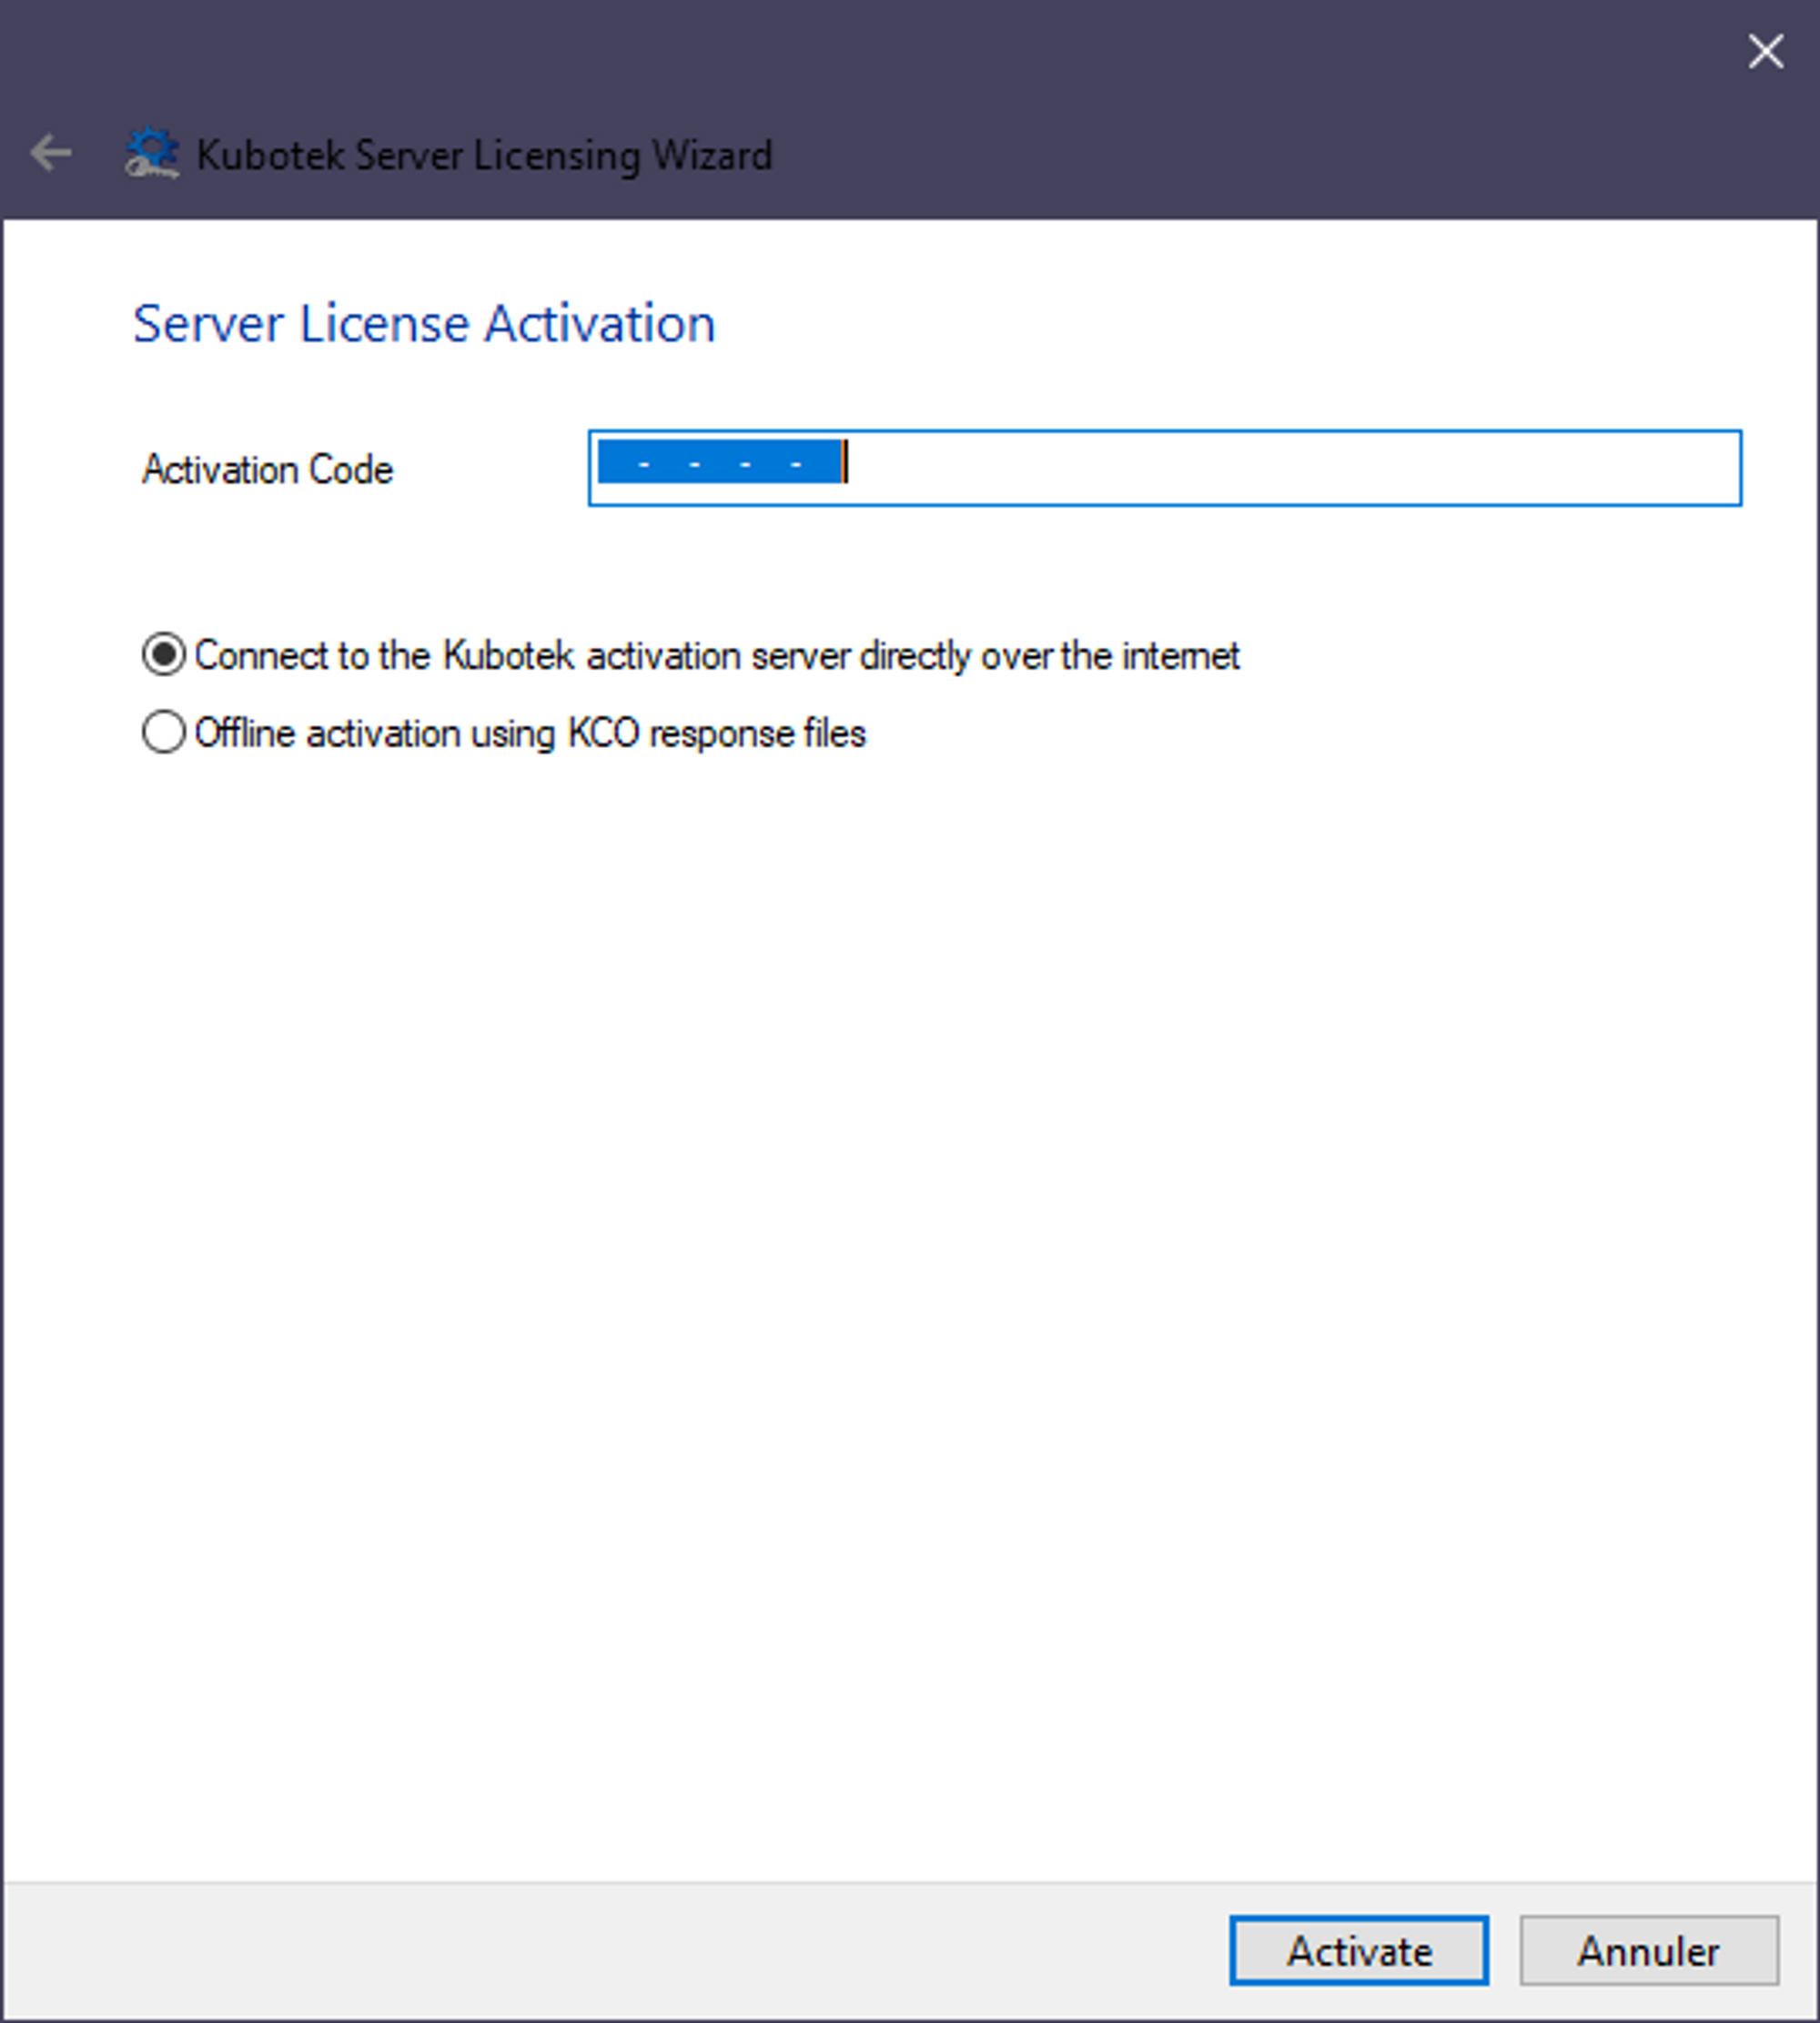 Kubotek Server Licensing Wizard
Server License Activation
Activation Code - - - -
Connect to the Kubotek activation server directly over the internet
Offline activation using KCO response files
Activate Annuler